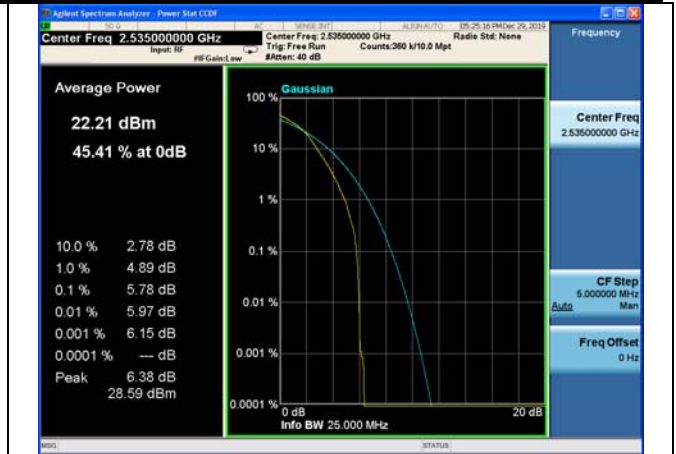 Agilent Spectrum Analyzer - Power Stat CCDF
50 Ω AC SENSE:INT ALIGN AUTO 05:25:16 PM Dec 29, 2019
Center Freq 2.535000000 GHz
Input: RF
#IFGain:Low
Center Freq: 2.535000000 GHz
Radio Std: None
Trig: Free Run
Counts:360 k/10.0 Mpt
#Atten: 40 dB
Frequency
Average Power
22.21 dBm
45.41 % at 0dB
10.0 % 2.78 dB
1.0 % 4.89 dB
0.1 % 5.78 dB
0.01 % 5.97 dB
0.001 % 6.15 dB
0.0001 % --- dB
Peak 6.38 dB
28.59 dBm
Gaussian
100 %
10 %
1 %
0.1 %
0.01 %
0.001 %
0.0001 %
0 dB
20 dB
Info BW 25.000 MHz
Center Freq
2.535000000 GHz
CF Step
5.000000 MHz
Auto Man
Freq Offset
0 Hz
MSG
STATUS